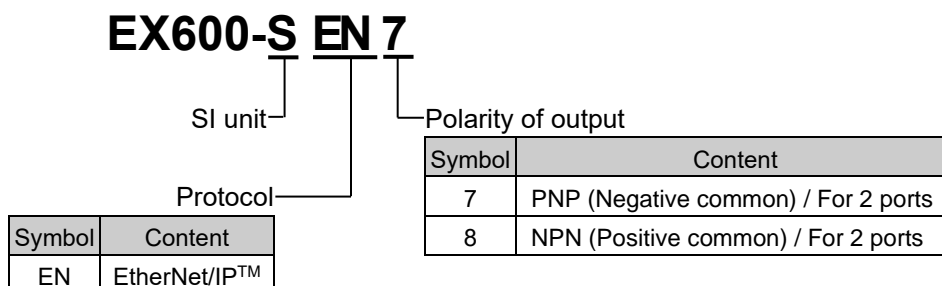 EX600-S EN 7
SI unit
Polarity of output
Symbol Content
7 PNP (Negative common) / For 2 ports
8 NPN (Positive common) / For 2 ports
Protocol
Symbol Content
EN EtherNet/IP™